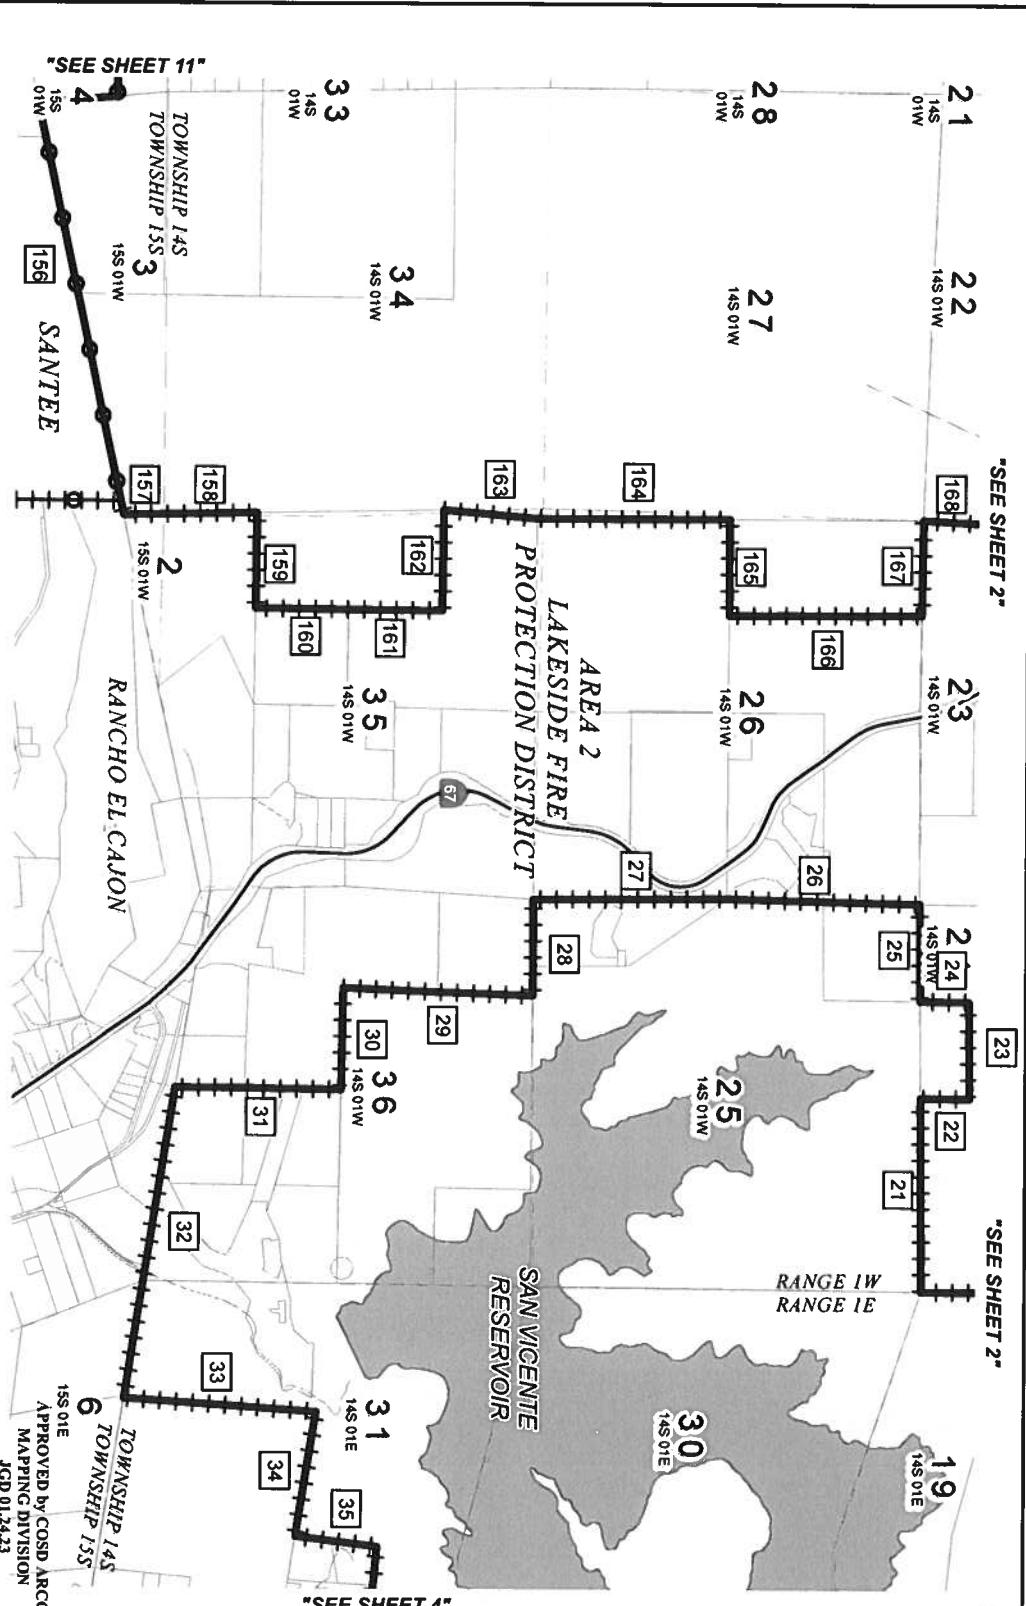 "SEE SHEET 11"
"SEE SHEET 2"
"SEE SHEET 2"
21
14S
01W
22
14S 01W
168
23
14S 01W
167
2
14S 01W
24
25
23
22
21
19
14S 01E
28
14S
01W
27
14S 01W
164
165
166
26
14S 01W
26
27
25
14S 01W
RANGE 1W
RANGE 1E
30
14S 01E
AREA 2
LAKESIDE FIRE
PROTECTION DISTRICT
163
28
SAN VICENTE
RESERVOIR
33
14S
01W
34
14S 01W
162
161
160
159
35
14S 01W
67
29
30
36
14S 01W
31
31
14S 01E
TOWNSHIP 14S
TOWNSHIP 15S
4
15S
01W
3
15S 01W
158
157
156
SANTEE
2
15S 01W
RANCHO EL CAJON
32
33
34
35
6
15S 01E
TOWNSHIP 14S
TOWNSHIP 15S
"SEE SHEET 4"
APPROVED by COSD ARCC
MAPPING DIVISION
JGD 01.24.23